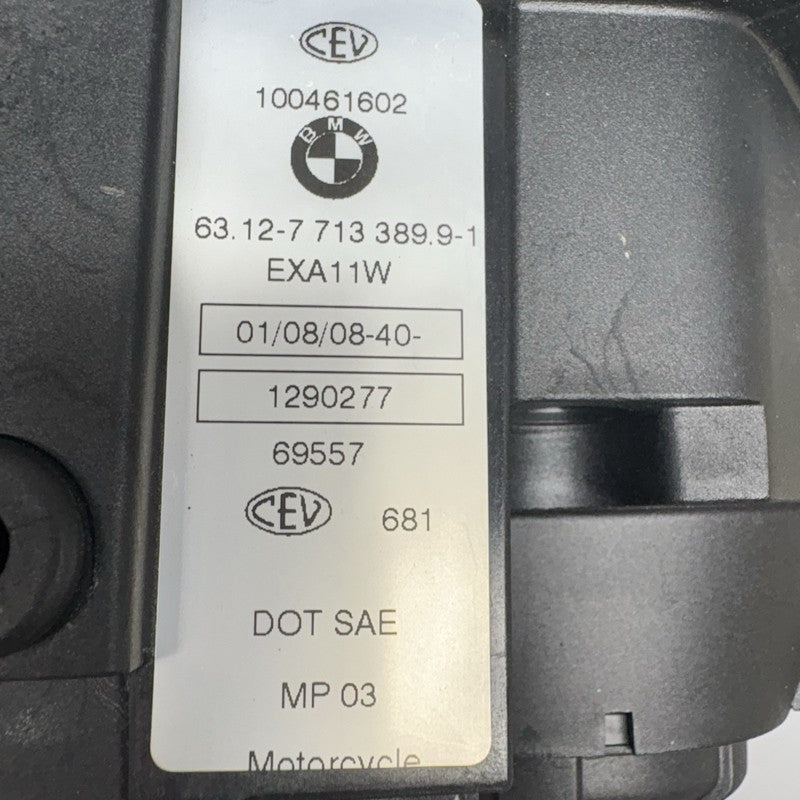 CEV
100461602
BMW
63.12-7 713 389.9-1
EXA11W
01/08/08-40-
1290277
69557
CEV 681
DOT SAE
MP 03
Motorcycle